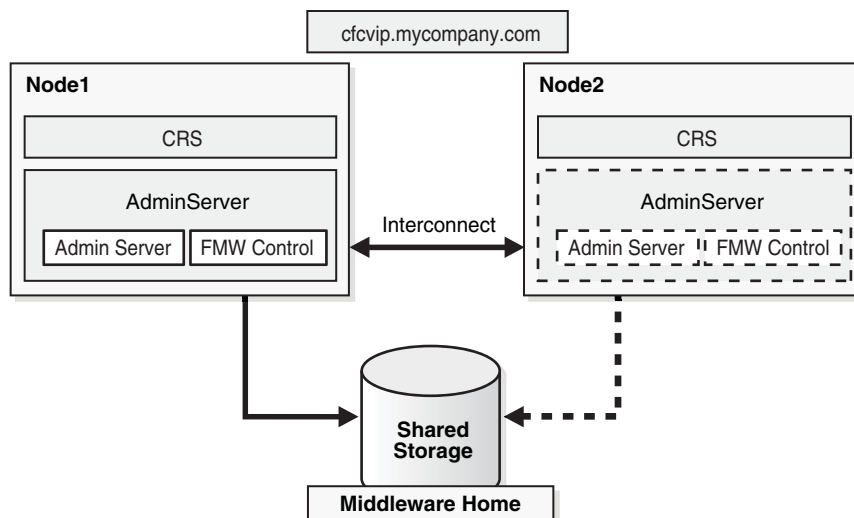 cfcvip.mycompany.com
Node1
CRS
AdminServer
Admin Server
FMW Control
Interconnect
Node2
CRS
AdminServer
Admin Server
FMW Control
Shared
Storage
Middleware Home